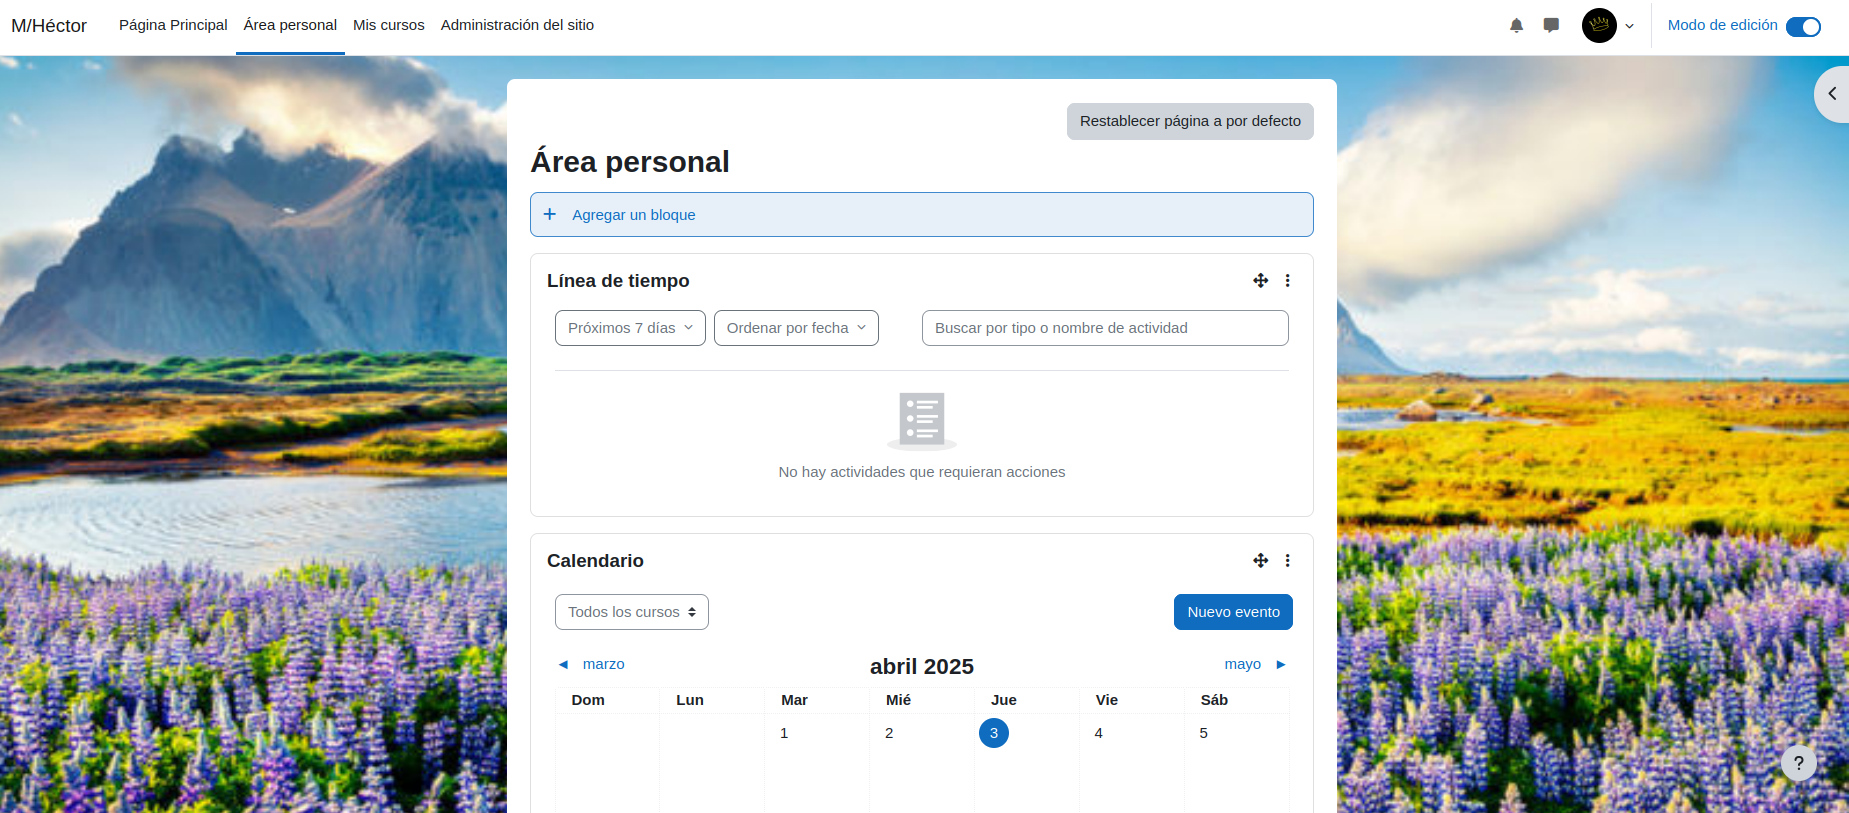 M/Héctor
Página Principal
Área personal
Mis cursos
Administración del sitio
Modo de edición
Restablecer página a por defecto
Área personal
+ Agregar un bloque
Línea de tiempo
Próximos 7 días
Ordenar por fecha
Buscar por tipo o nombre de actividad
No hay actividades que requieran acciones
Calendario
Todos los cursos
Nuevo evento
◄ marzo
abril 2025
mayo ►
Dom Lun Mar Mié Jue Vie Sáb
1 2 3 4 5
?